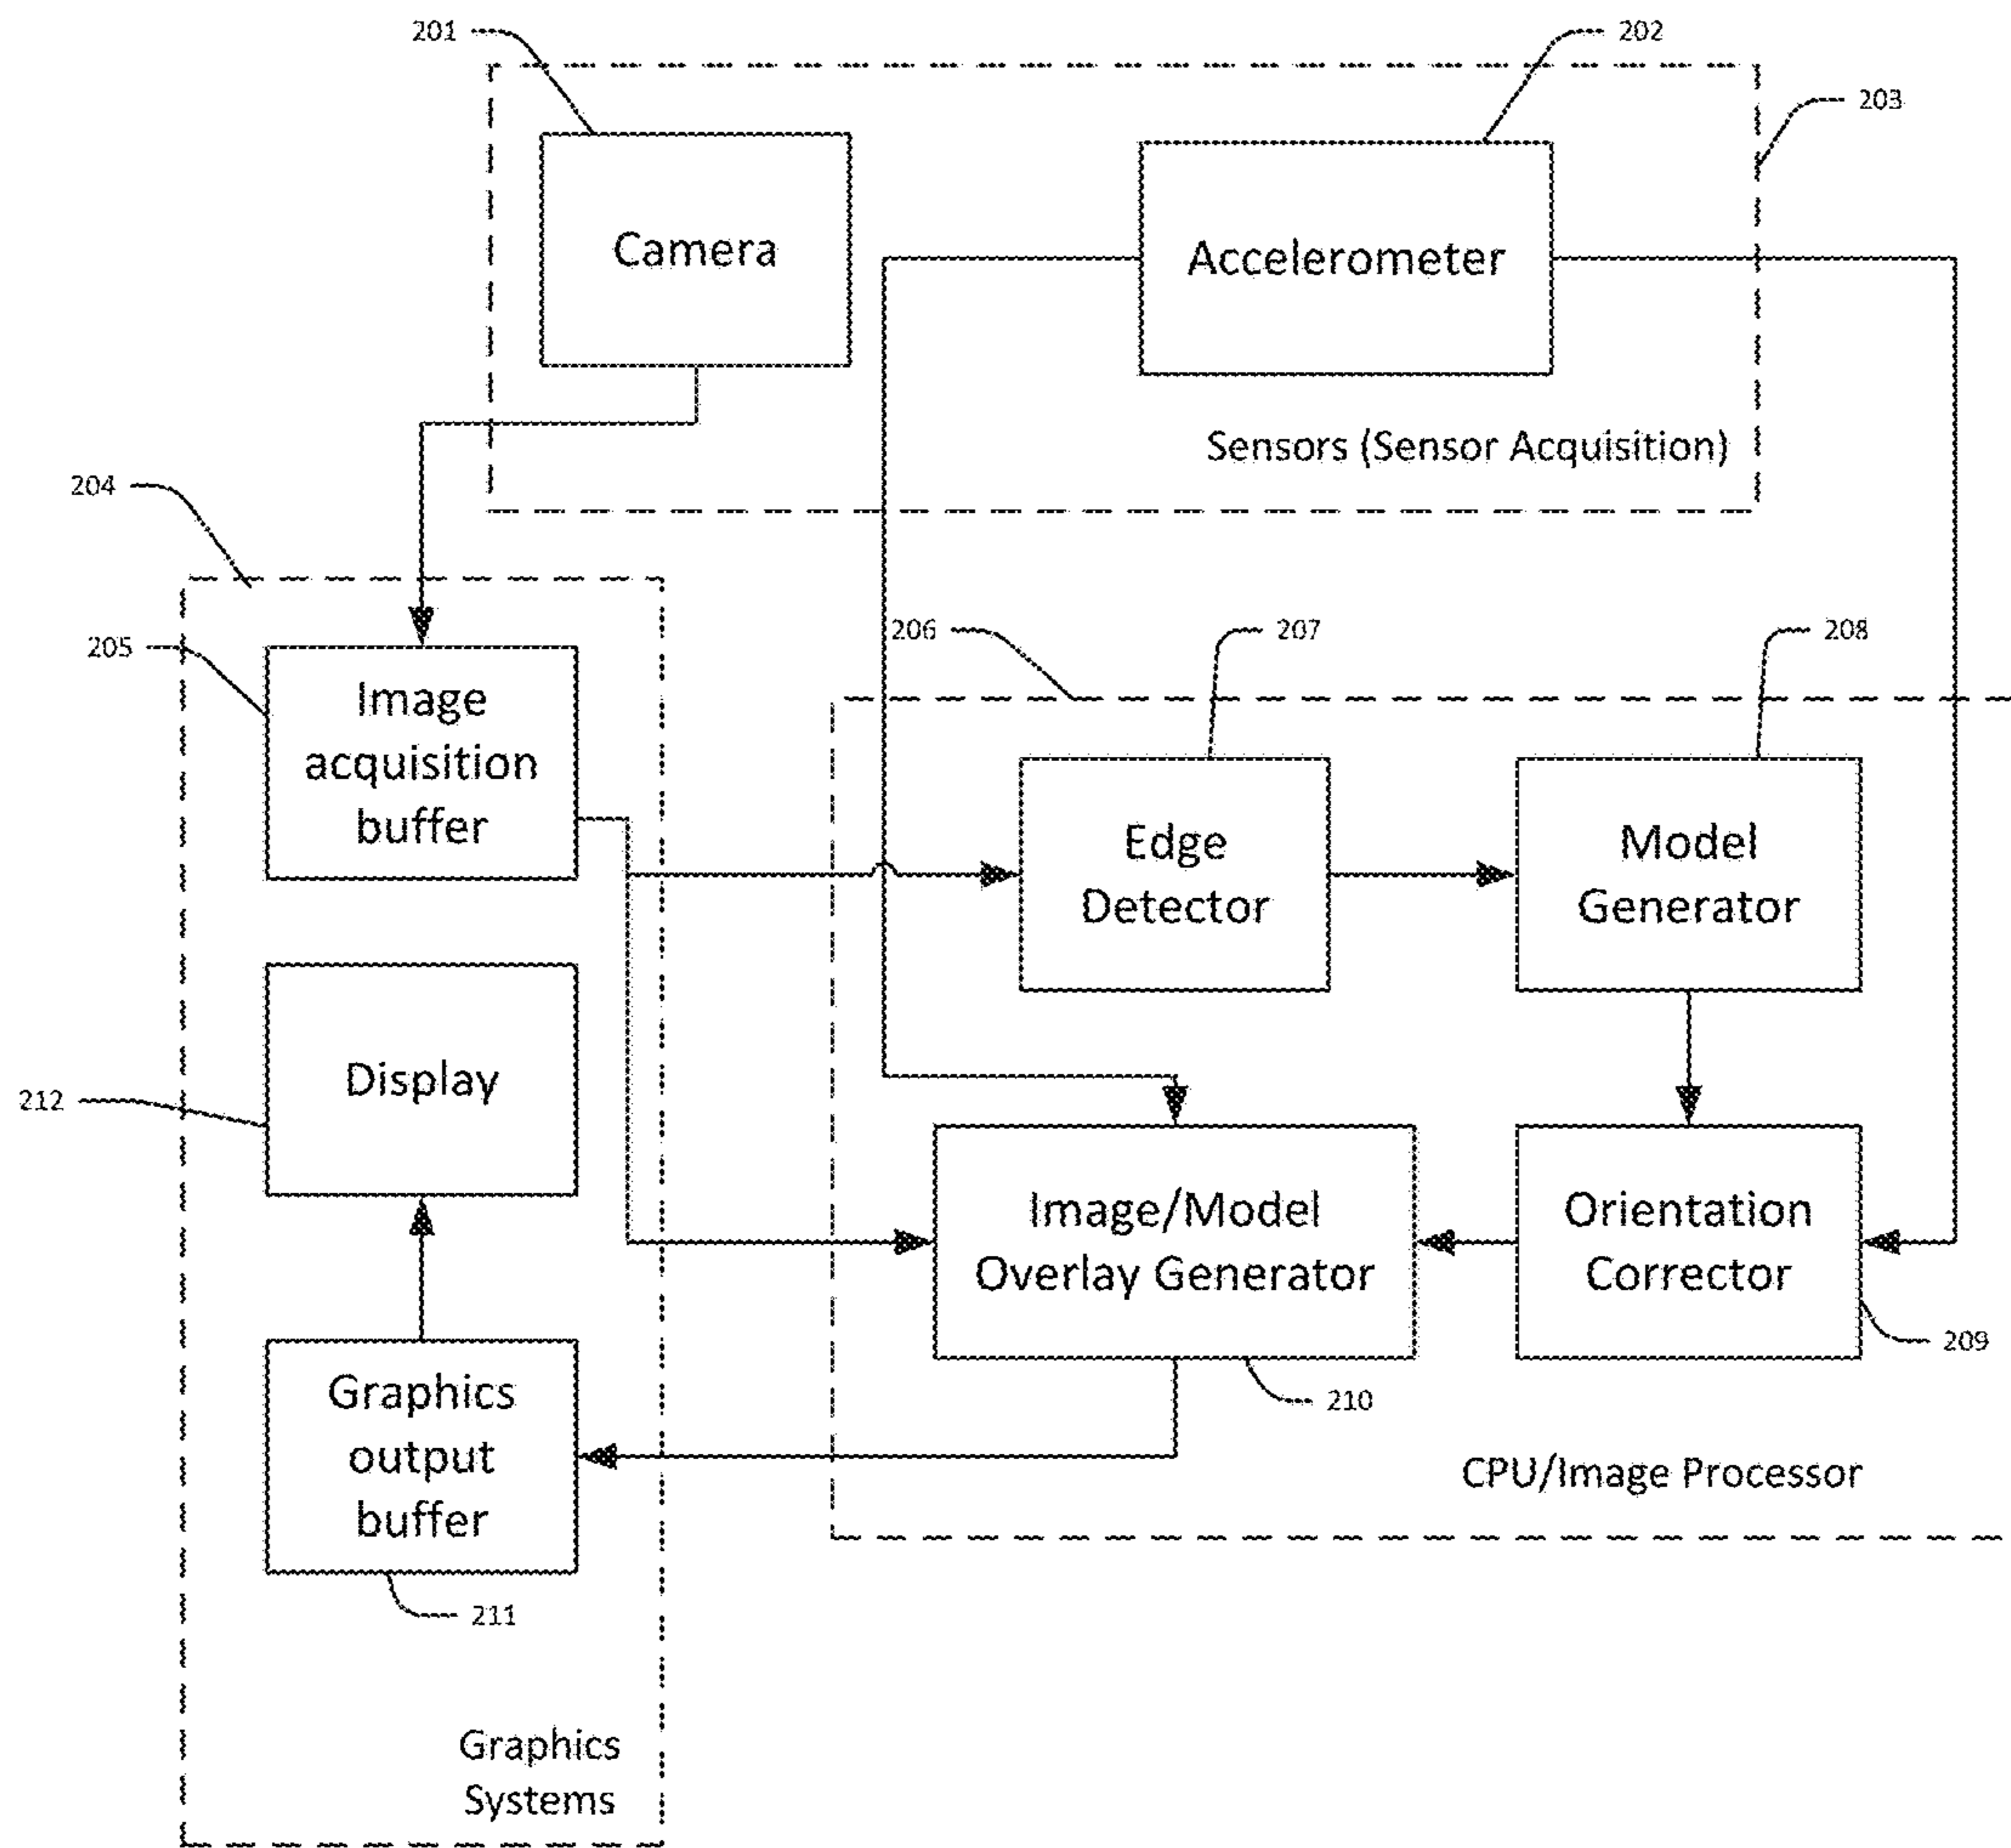 201
202
203
Camera
Accelerometer
Sensors (Sensor Acquisition)
204
205
206
207
208
Image
acquisition
buffer
Edge
Detector
Model
Generator
Display
212
Image/Model
Overlay Generator
Orientation
Corrector
209
210
Graphics
output
buffer
CPU/Image Processor
211
Graphics
Systems